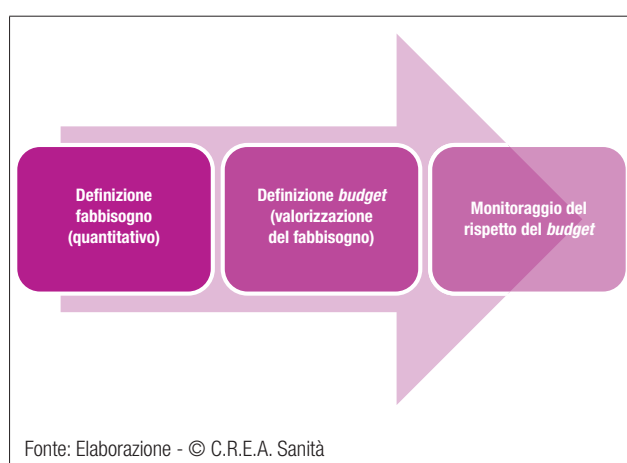 Definizione
fabbisogno
(quantitativo)
Definizione budget
(valorizzazione
del fabbisogno)
Monitoraggio del
rispetto del budget
Fonte: Elaborazione - © C.R.E.A. Sanità